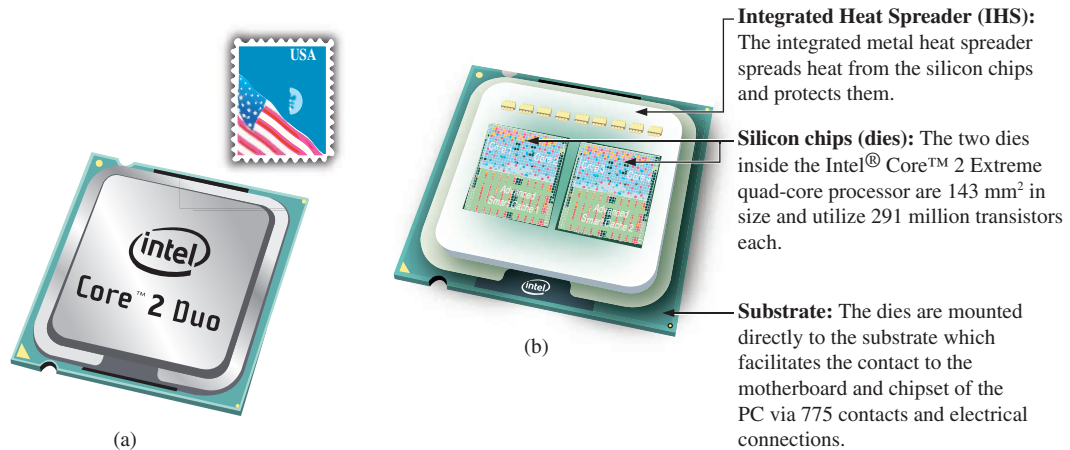 USA
intel
Core™ 2 Duo
(a)
intel
(b)
Integrated Heat Spreader (IHS):
The integrated metal heat spreader
spreads heat from the silicon chips
and protects them.
Silicon chips (dies): The two dies
inside the Intel® Core™ 2 Extreme
quad-core processor are 143 mm² in
size and utilize 291 million transistors
each.
Substrate: The dies are mounted
directly to the substrate which
facilitates the contact to the
motherboard and chipset of the
PC via 775 contacts and electrical
connections.